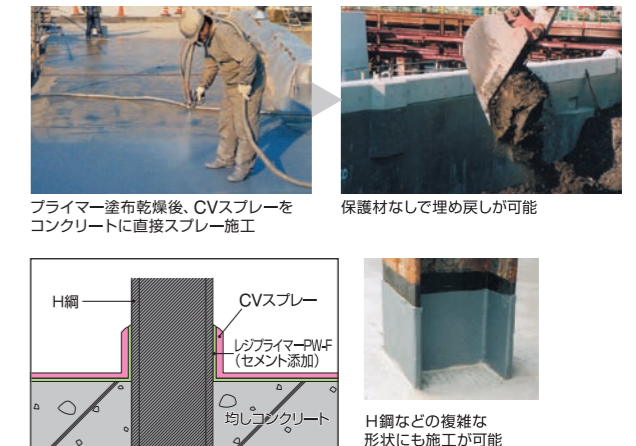 プライマー塗布乾燥後、CVスプレーを
コンクリートに直接スプレー施工
保護材なしで埋め戻しが可能
H綱
CVスプレー
レジプライマーPW-F
(セメント添加)
均しコンクリート
H鋼などの複雑な
形状にも施工が可能